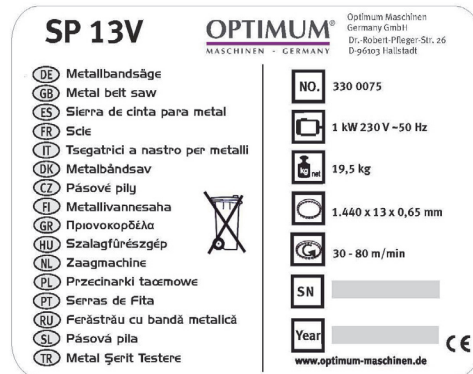 SP 13V
OPTIMUM®
MASCHINEN - GERMANY
Optimum Maschinen
Germany GmbH
Dr.-Robert-Pfleger-Str. 26
D-96103 Hallstadt
DE Metallbandsäge
GB Metal belt saw
ES Sierra de cinta para metal
FR Scie
IT Tsegatrici a nastro per metalli
DK Metalbåndsav
CZ Pásové pily
FI Metallivannesaha
GR Πριονοκορδέλα
HU Szalagfűrészgép
NL Zaagmachine
PL Przecinarki taœmowe
PT Serras de Fita
RU Ferăstrău cu bandă metalică
SL Pásová pila
TR Metal Şerit Testere
NO. 330 0075
1 kW 230 V ~50 Hz
kg net 19,5 kg
1.440 x 13 x 0,65 mm
30 - 80 m/min
SN
Year
CE
www.optimum-maschinen.de